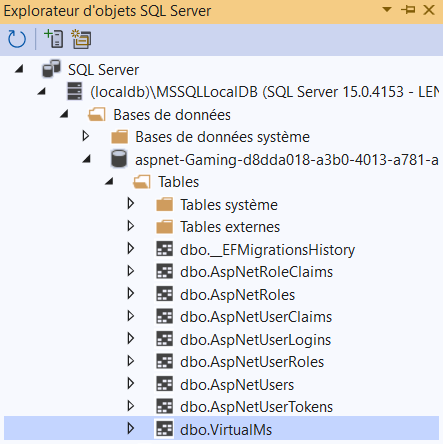 Explorateur d'objets SQL Server
SQL Server
(localdb)\MSSQLLocalDB (SQL Server 15.0.4153 - LEN
Bases de données
Bases de données système
aspnet-Gaming-d8dda018-a3b0-4013-a781-a
Tables
Tables système
Tables externes
dbo.__EFMigrationsHistory
dbo.AspNetRoleClaims
dbo.AspNetRoles
dbo.AspNetUserClaims
dbo.AspNetUserLogins
dbo.AspNetUserRoles
dbo.AspNetUsers
dbo.AspNetUserTokens
dbo.VirtualMs